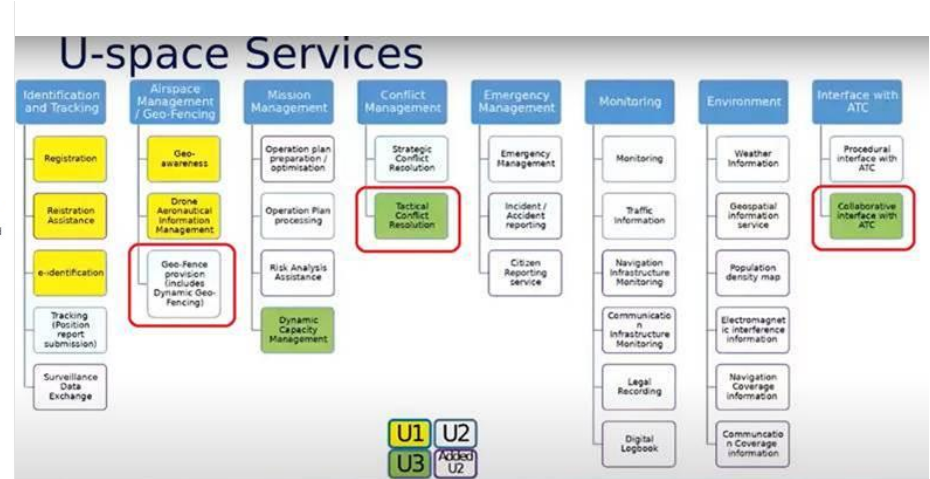 U-space Services
Identification
and Tracking
Registration
Reistration
Assistance
e-identification
Tracking
(Position
report
submission)
Surveillance
Data
Exchange
Airspace
Management
/ Geo-Fencing
Geo-
awareness
Drone
Aeronautical
Information
Management
Geo-Fence
provision
(includes
Dynamic Geo-
Fencing)
Mission
Management
Operation plan
preparation /
optimisation
Operation Plan
processing
Risk Analysis
Assistance
Dynamic
Capacity
Management
Conflict
Management
Strategic
Conflict
Resolution
Tactical
Conflict
Resolution
Emergency
Management
Emergency
Management
Incident /
Accident
reporting
Citizen
Reporting
service
Monitoring
Monitoring
Traffic
Information
Navigation
Infrastructure
Monitoring
Communicatio
n
Infrastructure
Monitoring
Legal
Recording
Digital
Logbook
Environment
Weather
Information
Geospatial
information
service
Population
density map
Electromagnet
ic interference
information
Navigation
Coverage
information
Communcatio
n Coverage
information
Interface with
ATC
Procedural
interface with
ATC
Collaborative
interface with
ATC
U1 U2
U3 Added
U2